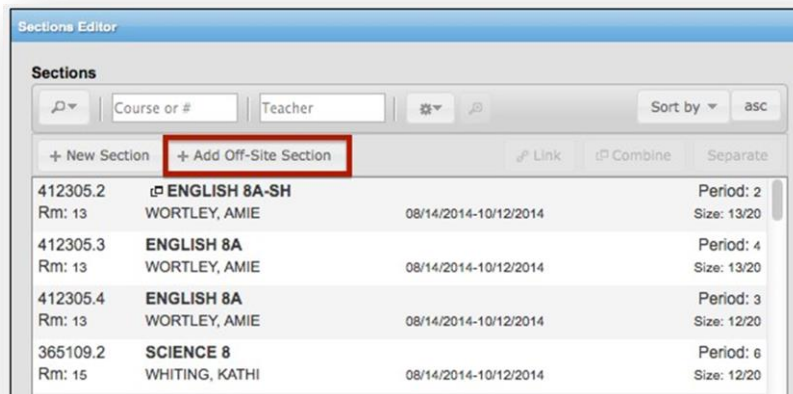 Sections Editor
Sections
Course or # Teacher Sort by asc
+ New Section + Add Off-Site Section Link Combine Separate
412305.2 ENGLISH 8A-SH Period: 2
Rm: 13 WORTLEY, AMIE 08/14/2014-10/12/2014 Size: 13/20
412305.3 ENGLISH 8A Period: 4
Rm: 13 WORTLEY, AMIE 08/14/2014-10/12/2014 Size: 13/20
412305.4 ENGLISH 8A Period: 3
Rm: 13 WORTLEY, AMIE 08/14/2014-10/12/2014 Size: 12/20
365109.2 SCIENCE 8 Period: 6
Rm: 15 WHITING, KATHI 08/14/2014-10/12/2014 Size: 12/20